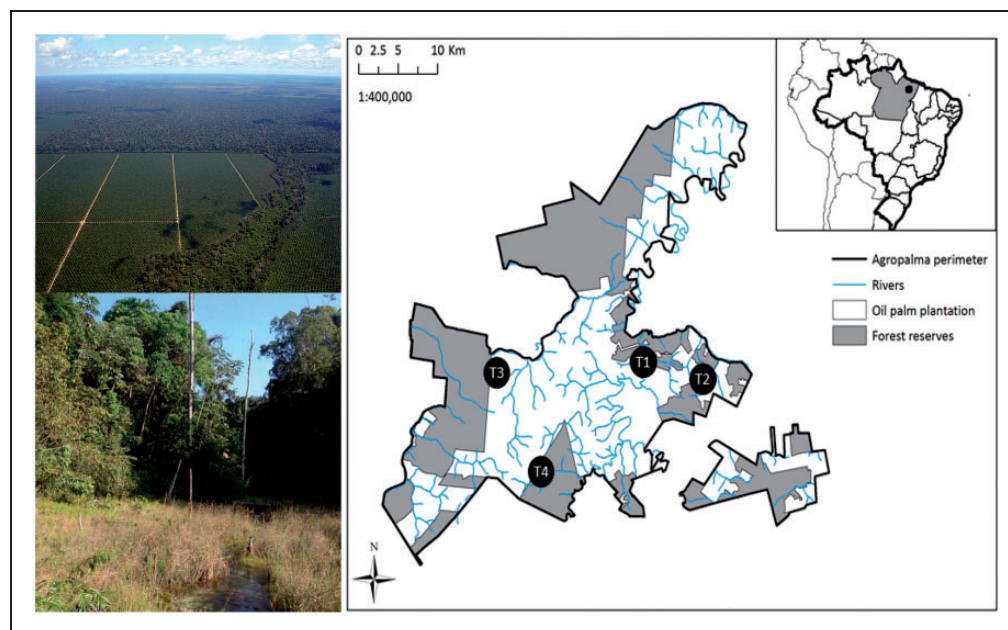 0 2.5 5 10 Km
1:400,000
Agropalma perimeter
Rivers
Oil palm plantation
Forest reserves
T1
T3
T2
T4
N